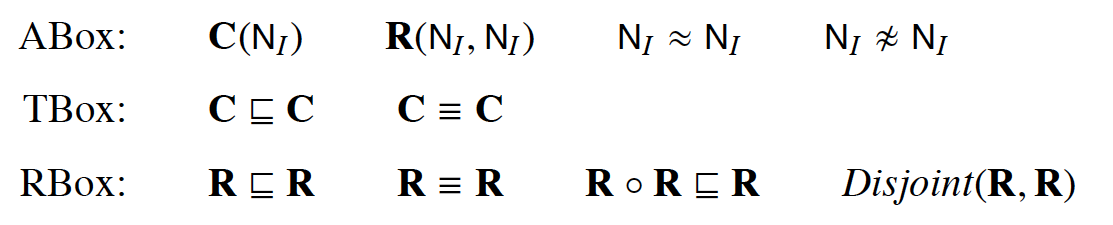 ABox: C(N_I) R(N_I, N_I) N_I ≈ N_I N_I ≉ N_I
TBox: C ⊑ C C ≡ C
RBox: R ⊑ R R ≡ R R ∘ R ⊑ R Disjoint(R, R)